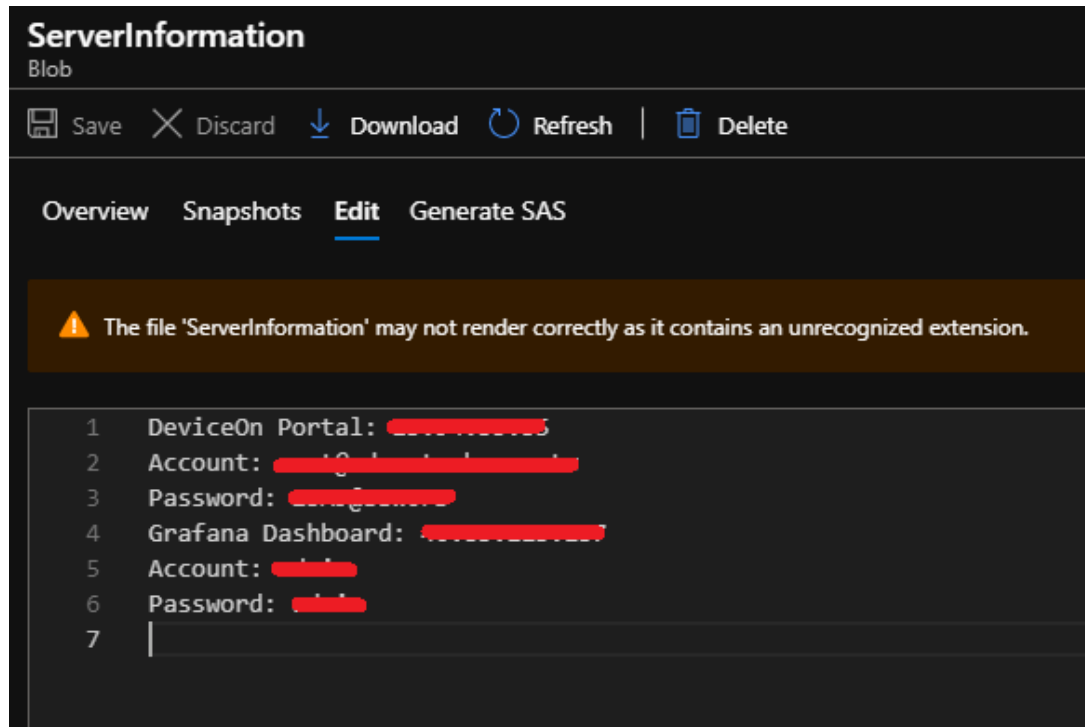 ServerInformation
Blob
Save Discard Download Refresh Delete
Overview Snapshots Edit Generate SAS
The file 'ServerInformation' may not render correctly as it contains an unrecognized extension.
1 DeviceOn Portal:
2 Account:
3 Password:
4 Grafana Dashboard:
5 Account:
6 Password:
7